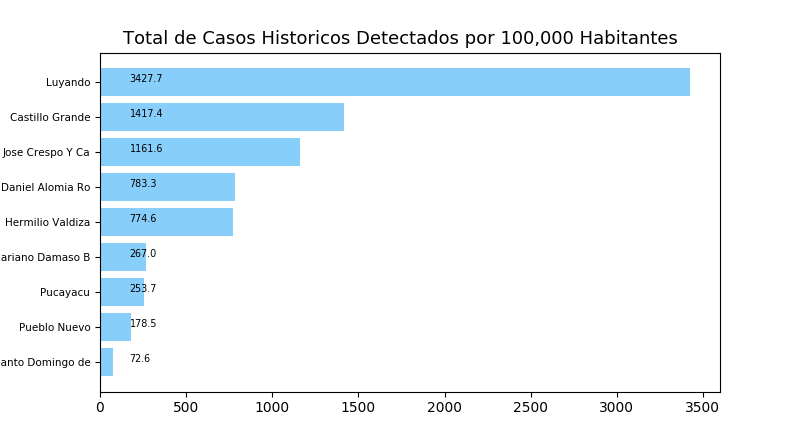 Total de Casos Historicos Detectados por 100,000 Habitantes
Luyando 3427.7
Castillo Grande 1417.4
Jose Crespo Y Ca 1161.6
Daniel Alomia Ro 783.3
Hermilio Valdiza 774.6
ariano Damaso B 267.0
Pucayacu 253.7
Pueblo Nuevo 178.5
anto Domingo de 72.6
0 500 1000 1500 2000 2500 3000 3500